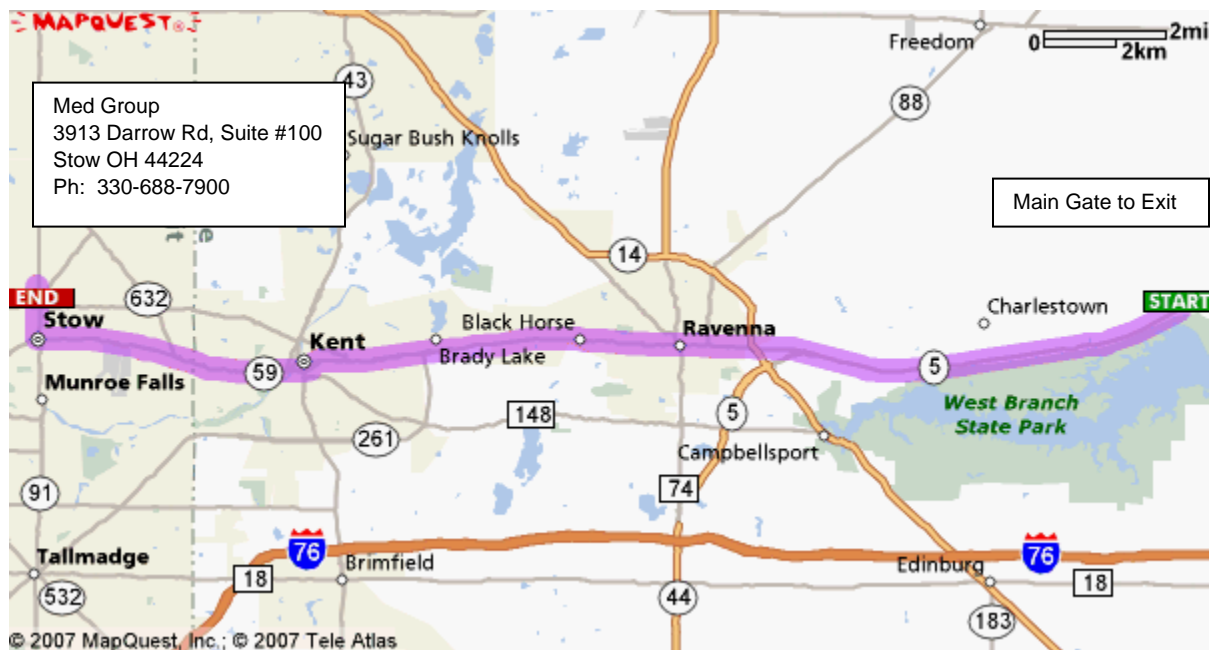 MAPQUEST
2mi
0
2km
Freedom
43
88
Med Group
3913 Darrow Rd, Suite #100
Stow OH 44224
Ph: 330-688-7900
Sugar Bush Knolls
Main Gate to Exit
14
END
632
Charlestown
START
Stow
Black Horse
Ravenna
Kent
Brady Lake
59
5
Munroe Falls
West Branch
State Park
148
5
261
Campbellsport
74
91
76
76
Tallmadge
Brimfield
Edinburg
18
18
532
44
183
© 2007 MapQuest, Inc.; © 2007 Tele Atlas